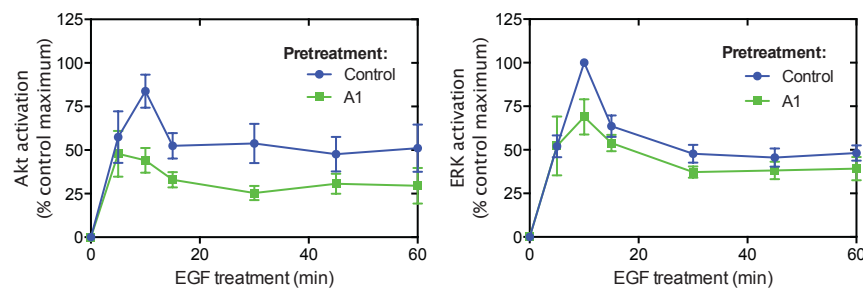 125
100
75
50
25
0
Akt activation
(% control maximum)
Pretreatment:
Control
A1
0
20
40
60
EGF treatment (min)
125
100
75
50
25
0
ERK activation
(% control maximum)
Pretreatment:
Control
A1
0
20
40
60
EGF treatment (min)